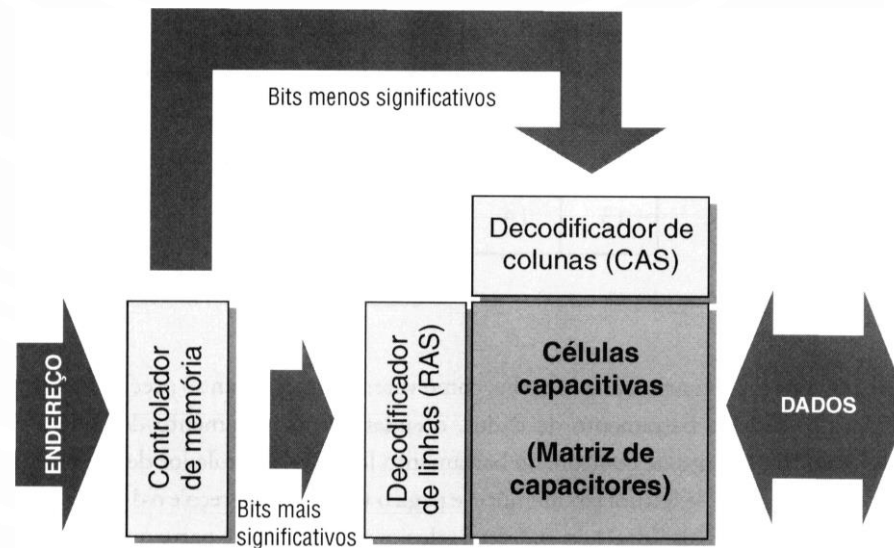 Bits menos significativos
Decodificador de
colunas (CAS)
ENDEREÇO
Controlador
de memória
Bits mais
significativos
Decodificador
de linhas (RAS)
Células
capacitivas
(Matriz de
capacitores)
DADOS